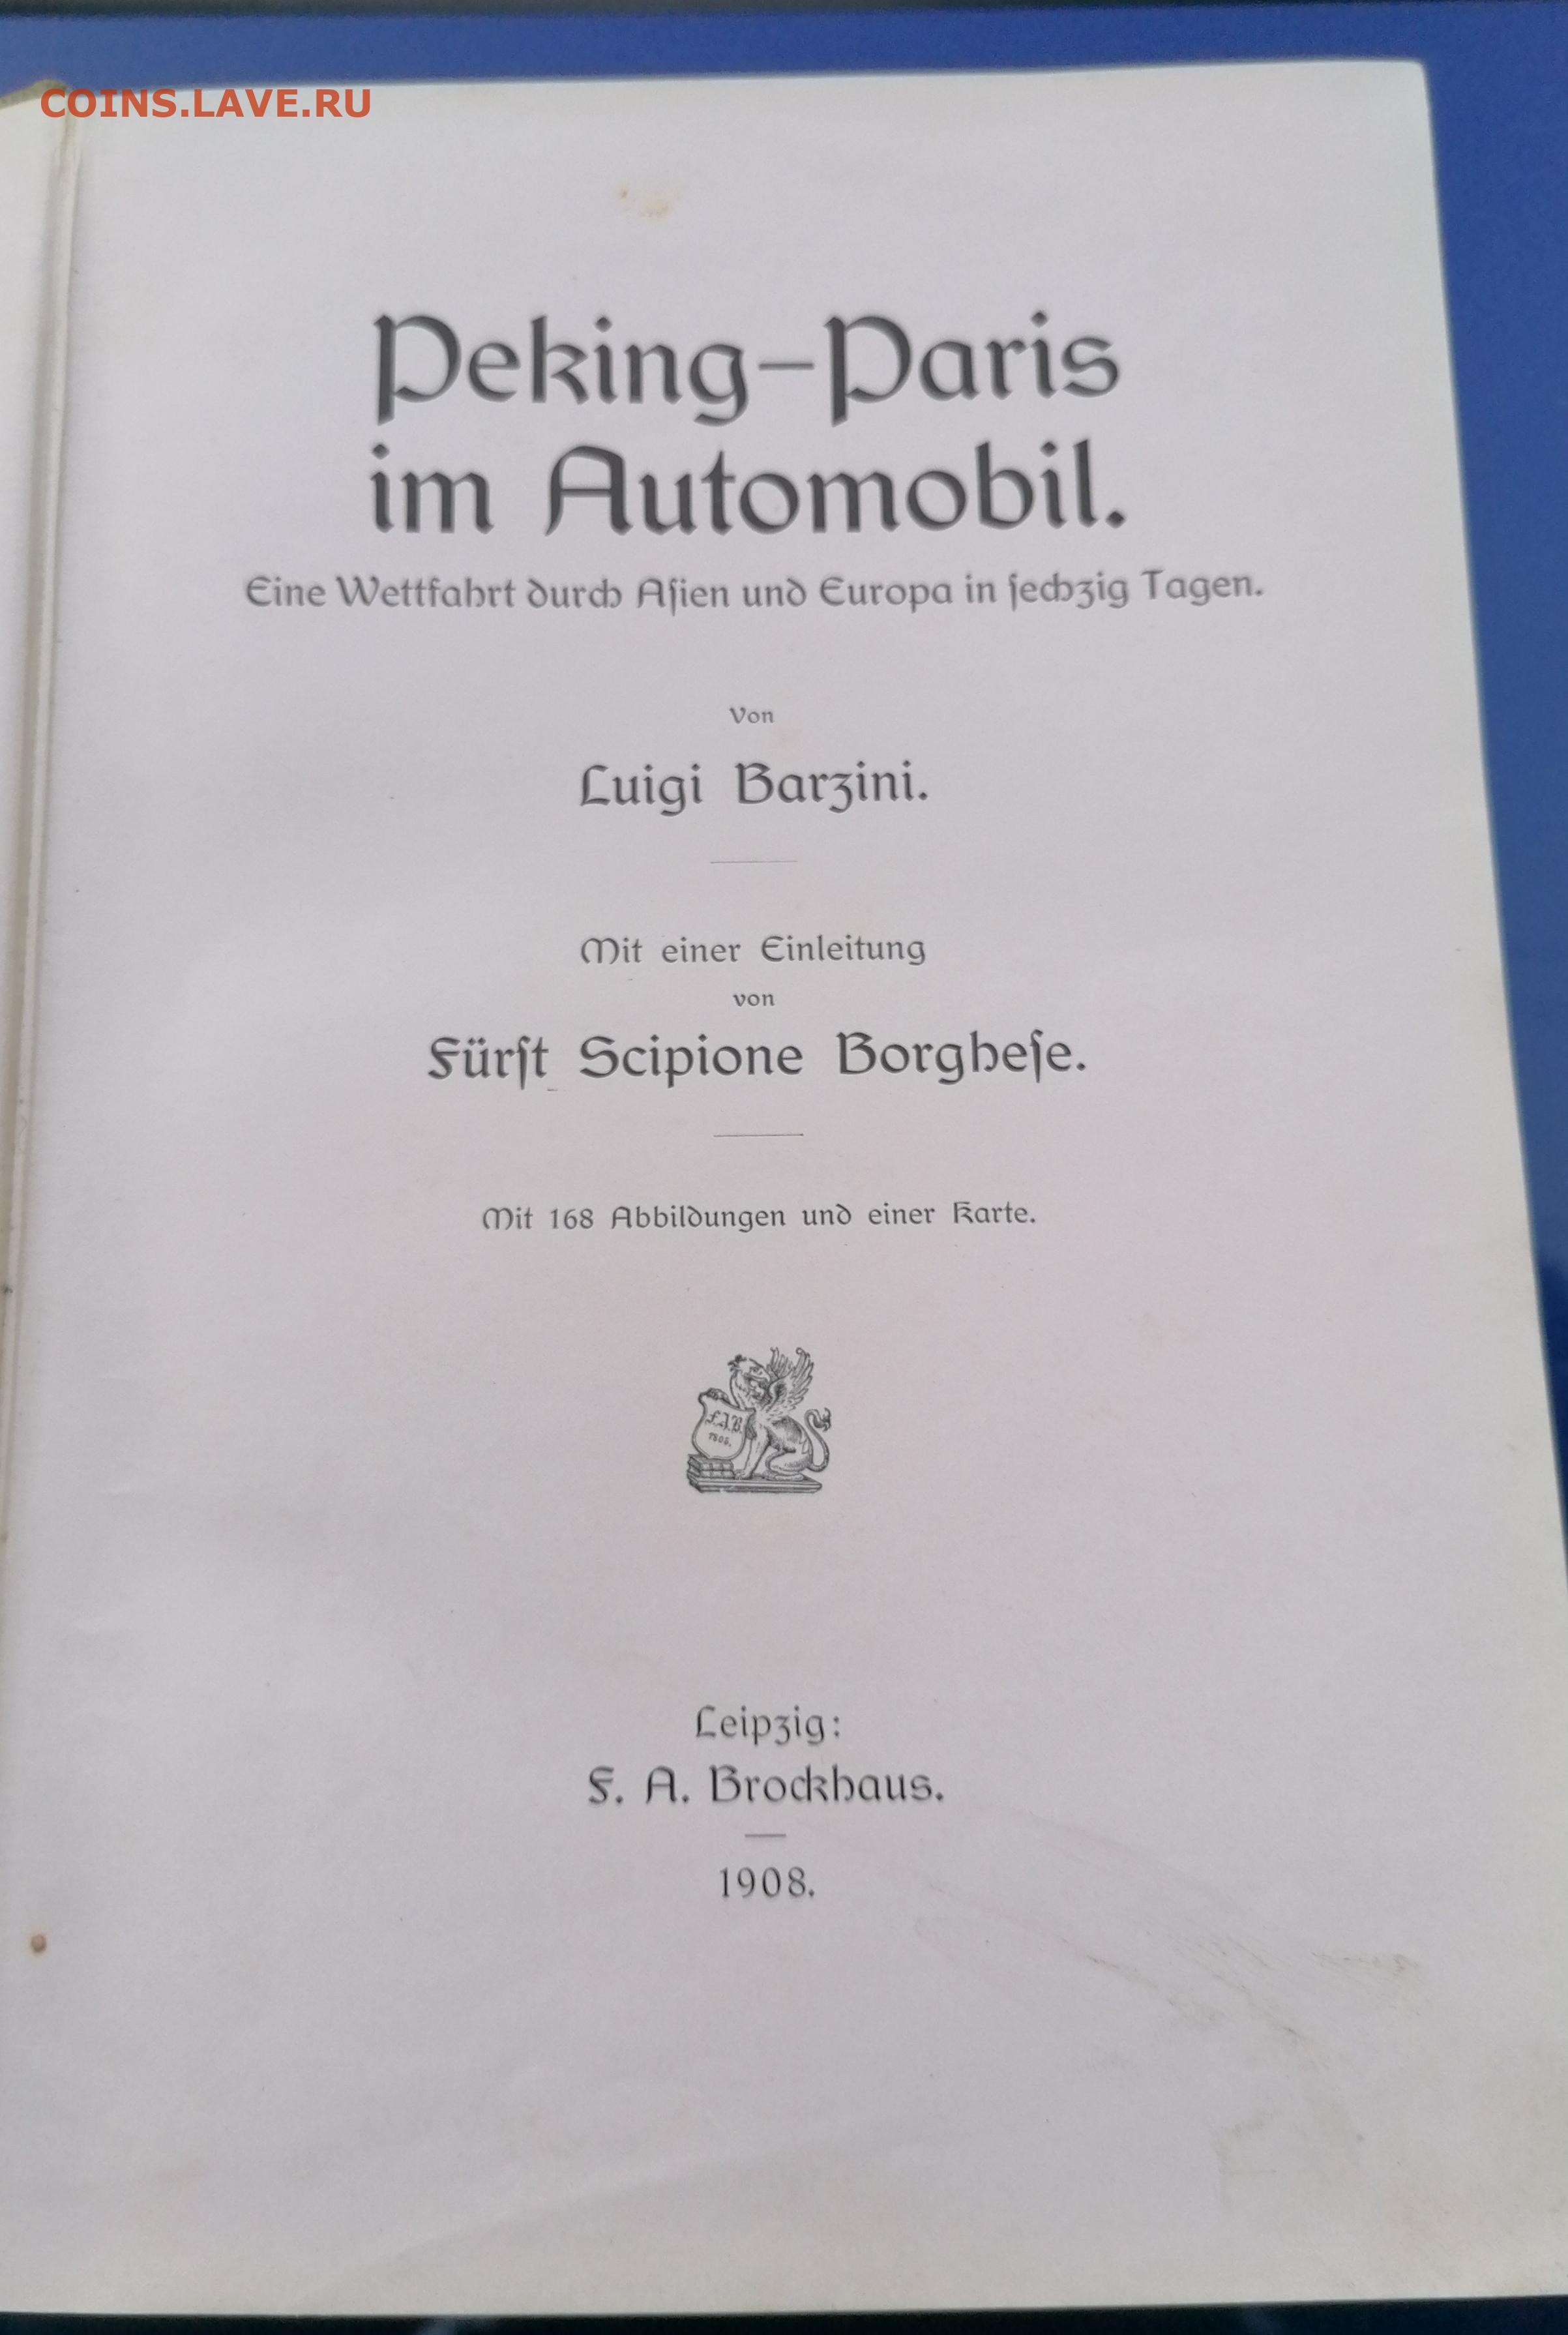 COINS.LAVE.RU
Peking–Paris
im Automobil.
Eine Wettfahrt durch Aſien und Europa in ſechzig Tagen.
Von
Luigi Barzini.
Mit einer Einleitung
von
Fürſt Scipione Borgheſe.
Mit 168 Abbildungen und einer Karte.
F.A.B.
1805.
Leipzig:
F. A. Brockhaus.
1908.